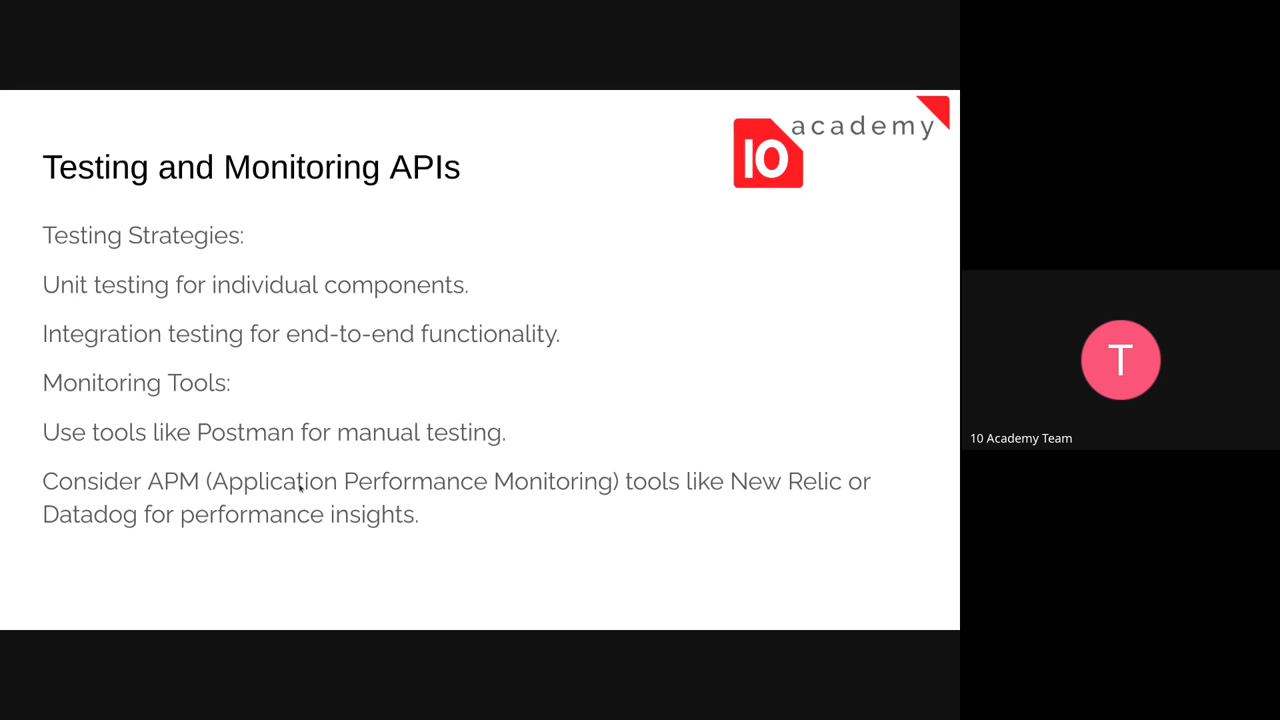 academy
10
Testing and Monitoring APIs
Testing Strategies:
Unit testing for individual components.
Integration testing for end-to-end functionality.
Monitoring Tools:
Use tools like Postman for manual testing.
Consider APM (Application Performance Monitoring) tools like New Relic or
Datadog for performance insights.
T
10 Academy Team